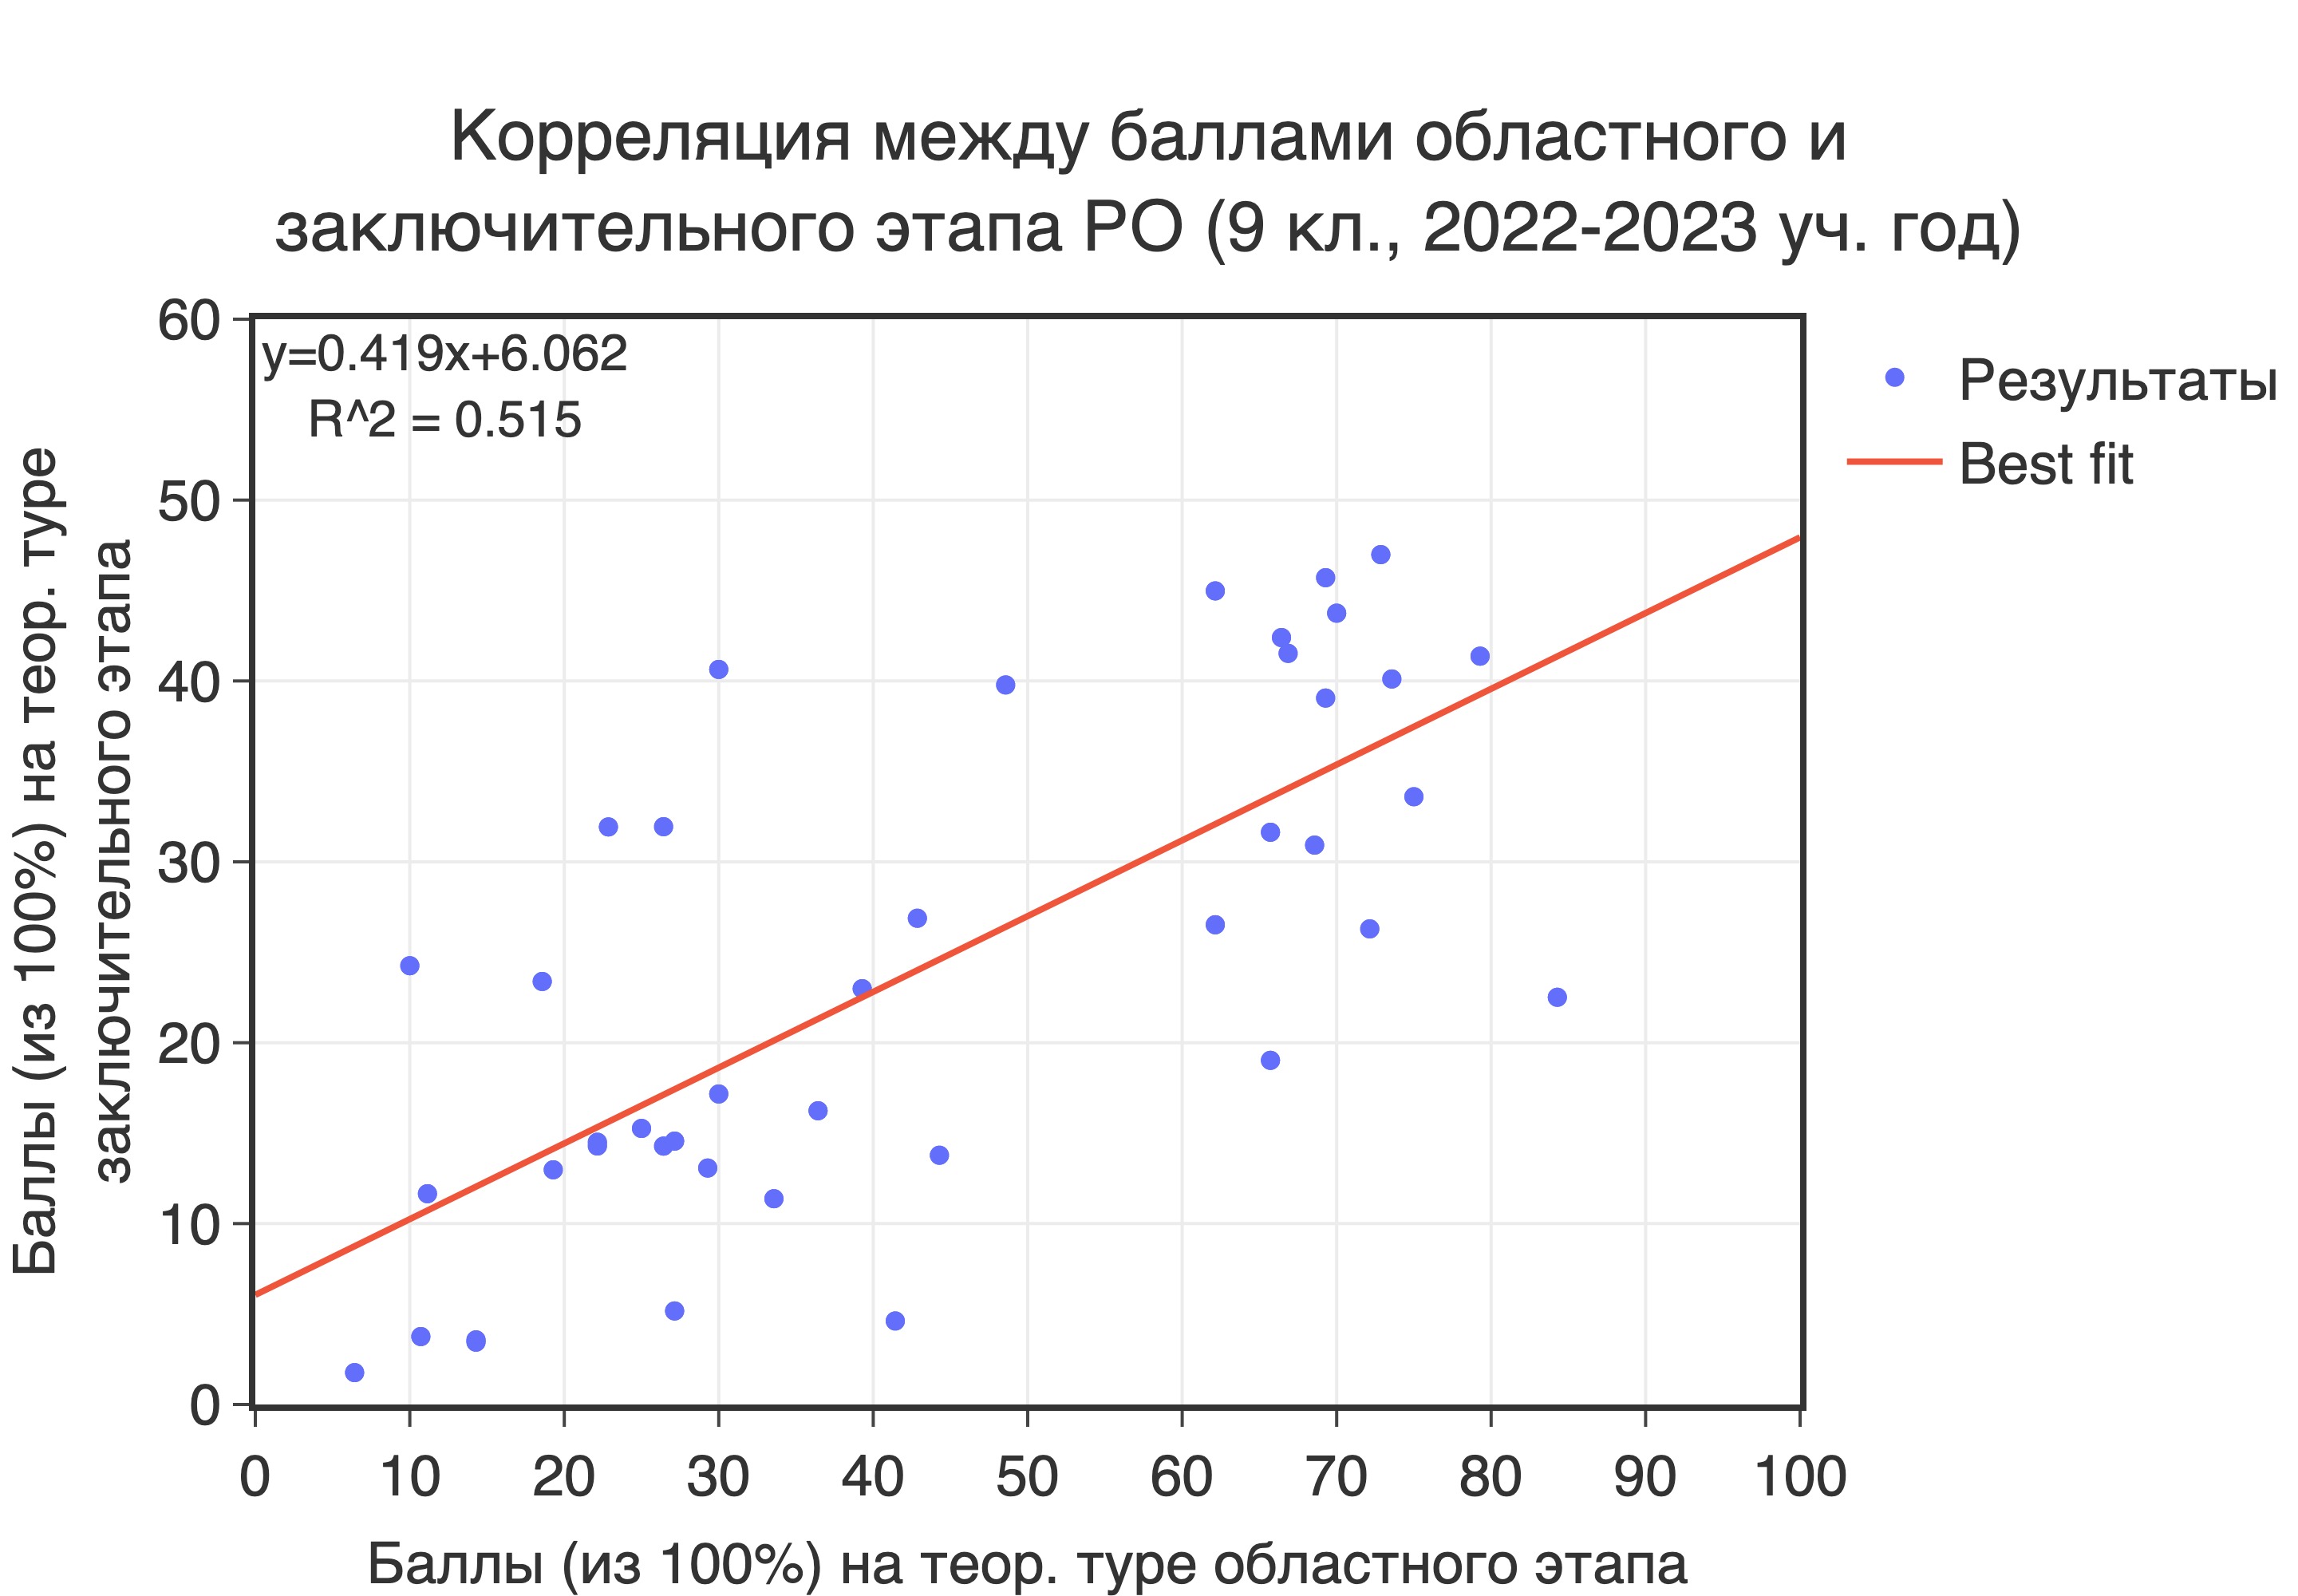 Корреляция между баллами областного и
заключительного этапа РО (9 кл., 2022-2023 уч. год)
y=0.419x+6.062
R^2 = 0.515
Результаты
Best fit
Баллы (из 100%) на теор. туре
заключительного этапа
60
50
40
30
20
10
0
0 10 20 30 40 50 60 70 80 90 100
Баллы (из 100%) на теор. туре областного этапа